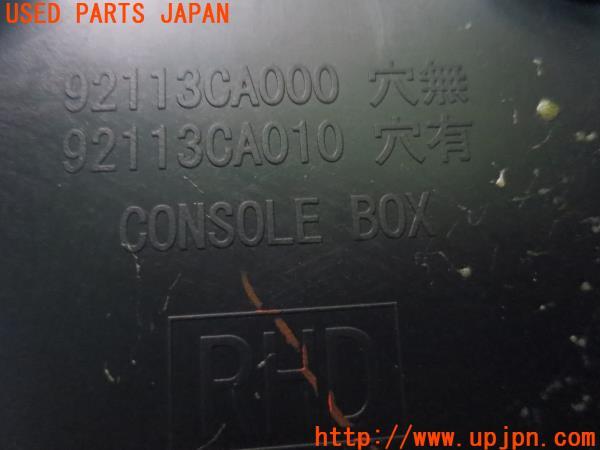 USED PARTS JAPAN
92113CA000 穴無
92113CA010 穴有
CONSOLE BOX
RHD
http://www.upjpn.com